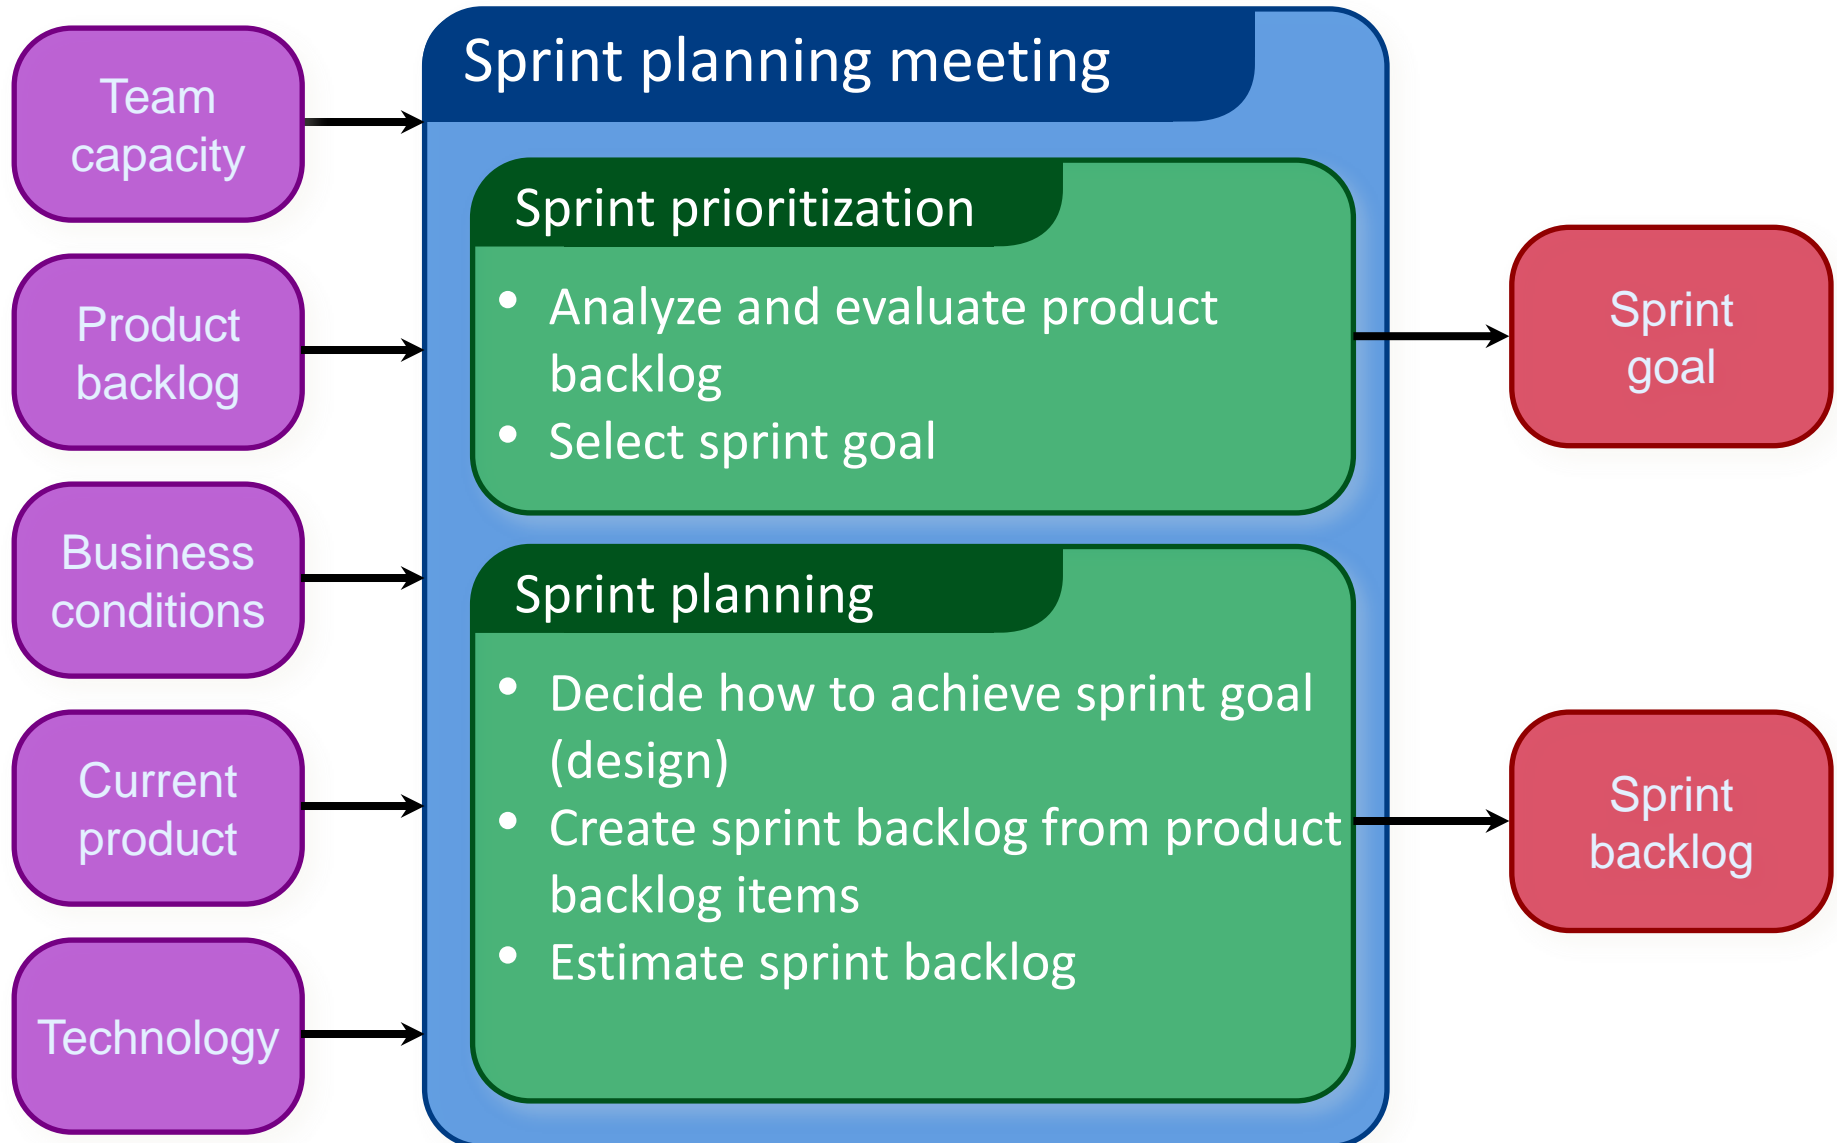 Team
capacity
Product
backlog
Business
conditions
Current
product
Technology
Sprint planning meeting
Sprint prioritization
• Analyze and evaluate product
backlog
• Select sprint goal
Sprint planning
• Decide how to achieve sprint goal
(design)
• Create sprint backlog from product
backlog items
• Estimate sprint backlog
Sprint
goal
Sprint
backlog